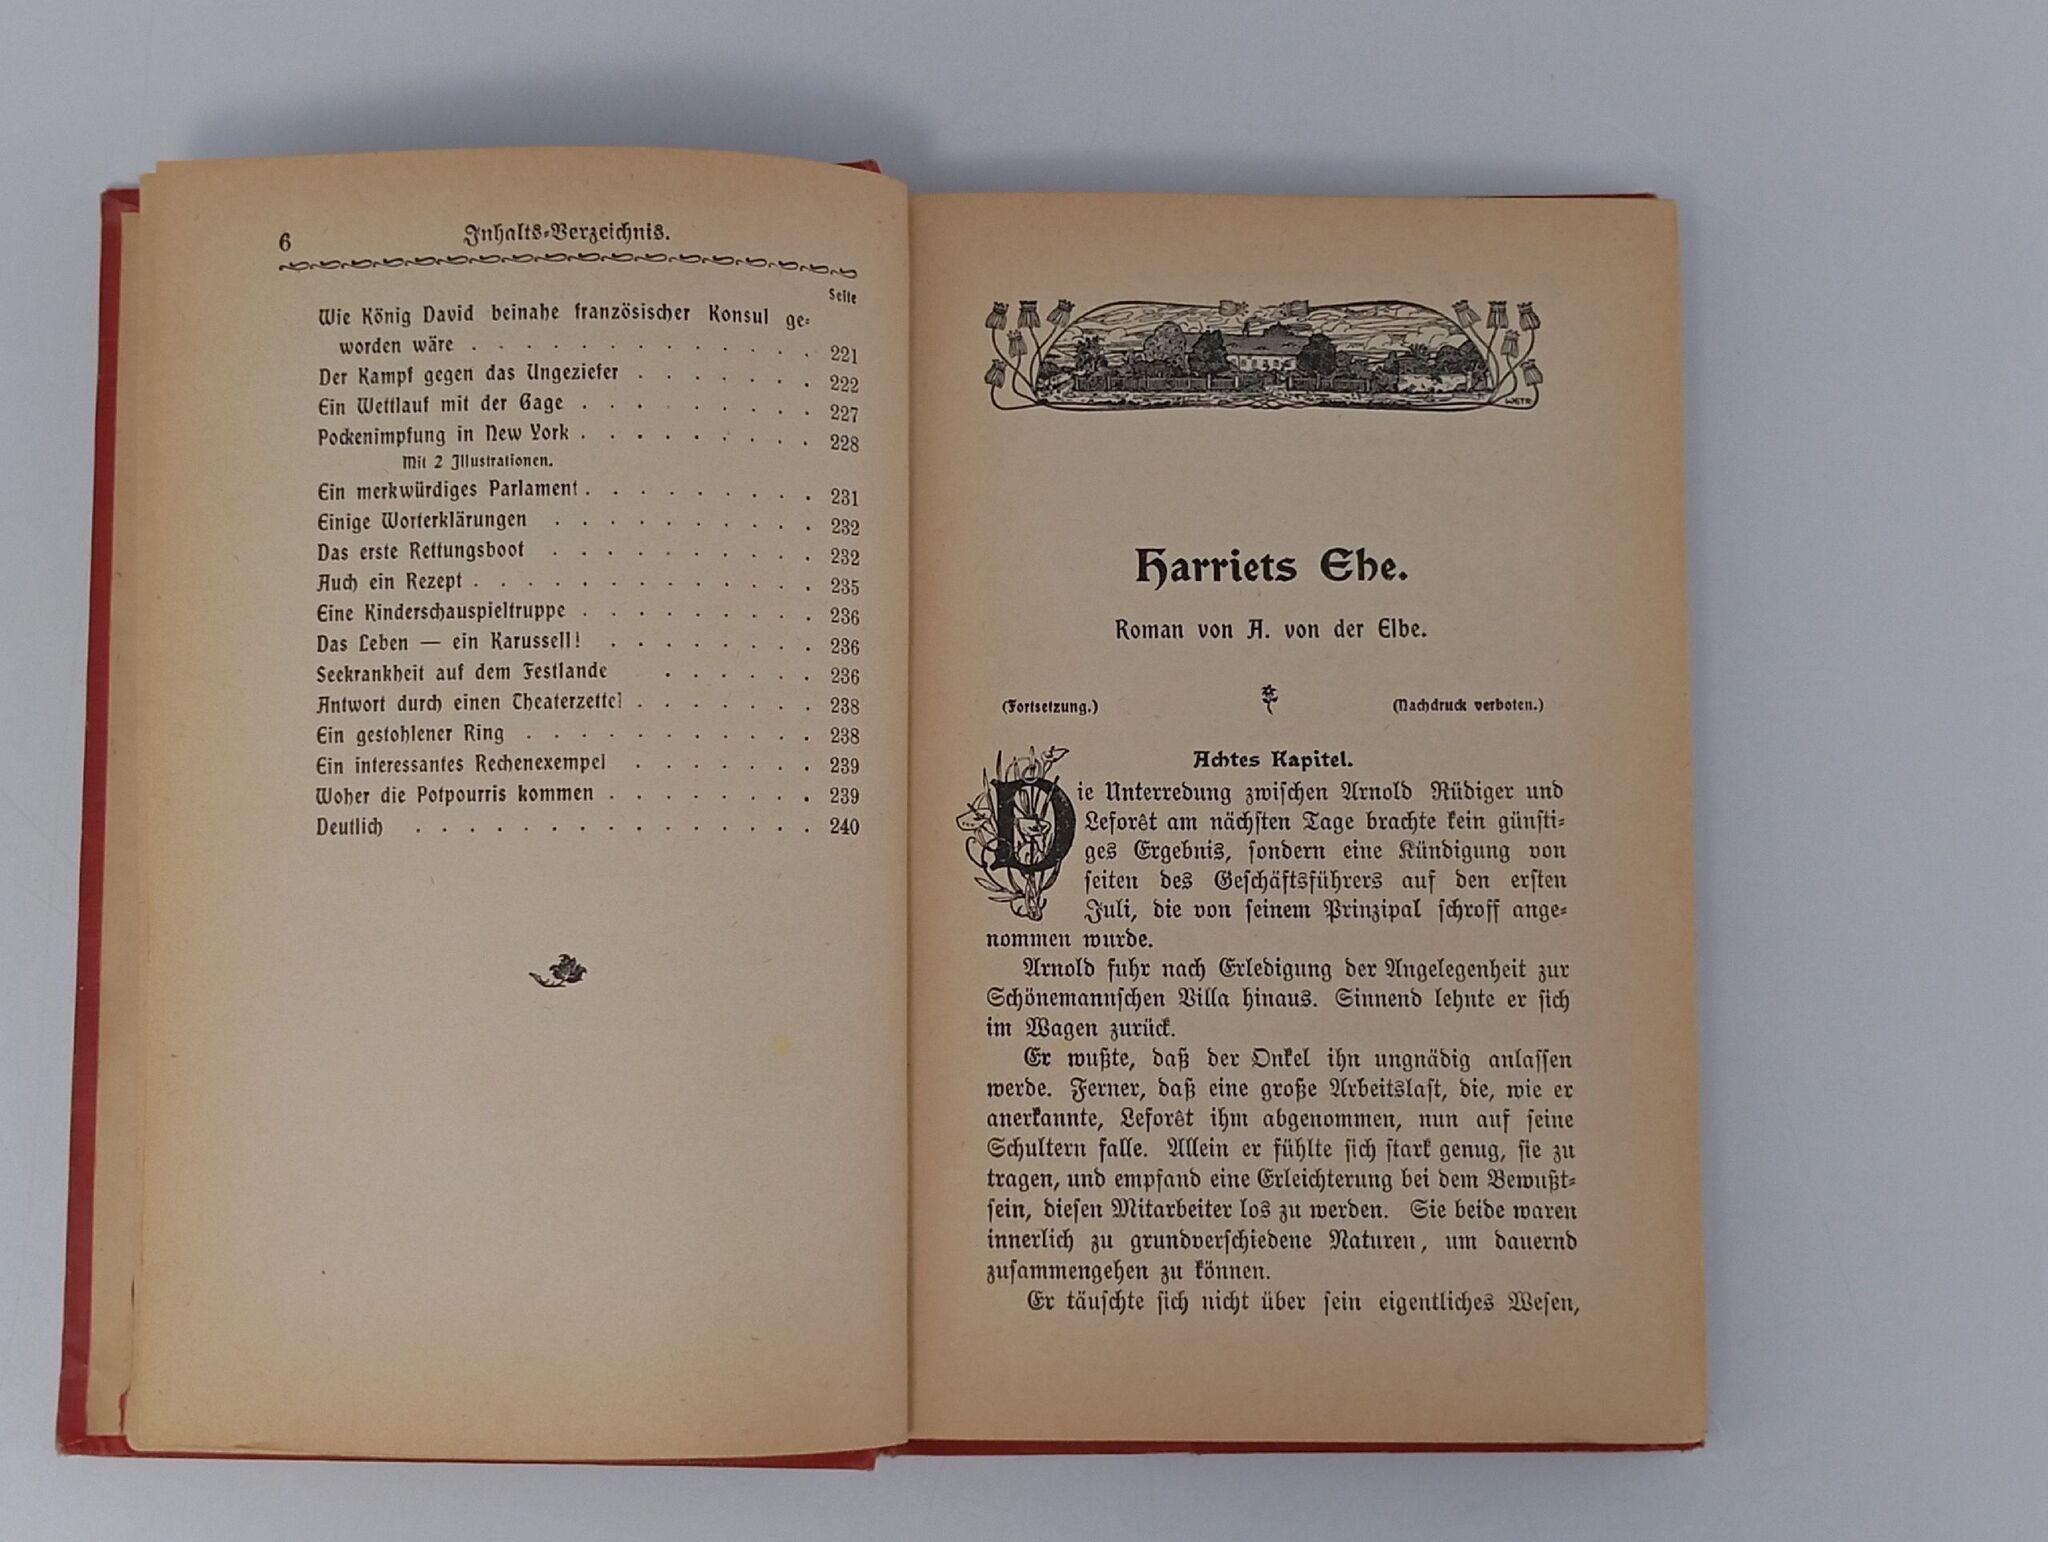 6 Inhalts-Verzeichnis.
Seite
Wie König David beinahe französischer Konsul ge-
worden wäre . . . . . . . . . . . . . 221
Der Kampf gegen das Ungeziefer . . . . . . . 222
Ein Wettlauf mit der Gage . . . . . . . . . 227
Pockenimpfung in New York . . . . . . . . . 228
Mit 2 Illustrationen.
Ein merkwürdiges Parlament . . . . . . . . . 231
Einige Worterklärungen . . . . . . . . . . 232
Das erste Rettungsboot . . . . . . . . . . 232
Auch ein Rezept . . . . . . . . . . . . . 235
Eine Kinderschauspieltruppe . . . . . . . . . 236
Das Leben — ein Karussell! . . . . . . . . 236
Seekrankheit auf dem Festlande . . . . . . 236
Antwort durch einen Theaterzettel . . . . . . . 238
Ein gestohlener Ring . . . . . . . . . . . 238
Ein interessantes Rechenexempel . . . . . . . 239
Woher die Potpourris kommen . . . . . . . . 239
Deutlich . . . . . . . . . . . . . . . 240
Harriets Ehe.
Roman von A. von der Elbe.
(Fortsetzung.) (Nachdruck verboten.)
Achtes Kapitel.
Die Unterredung zwischen Arnold Rüdiger und
Leforêt am nächsten Tage brachte kein günsti-
ges Ergebnis, sondern eine Kündigung von
seiten des Geschäftsführers auf den ersten
Juli, die von seinem Prinzipal schroff ange-
nommen wurde.
Arnold fuhr nach Erledigung der Angelegenheit zur
Schönemannschen Villa hinaus. Sinnend lehnte er sich
im Wagen zurück.
Er wußte, daß der Onkel ihn ungnädig anlassen
werde. Ferner, daß eine große Arbeitslast, die, wie er
anerkannte, Leforêt ihm abgenommen, nun auf seine
Schultern falle. Allein er fühlte sich stark genug, sie zu
tragen, und empfand eine Erleichterung bei dem Bewußt-
sein, diesen Mitarbeiter los zu werden. Sie beide waren
innerlich zu grundverschiedene Naturen, um dauernd
zusammengehen zu können.
Er täuschte sich nicht über sein eigentliches Wesen,